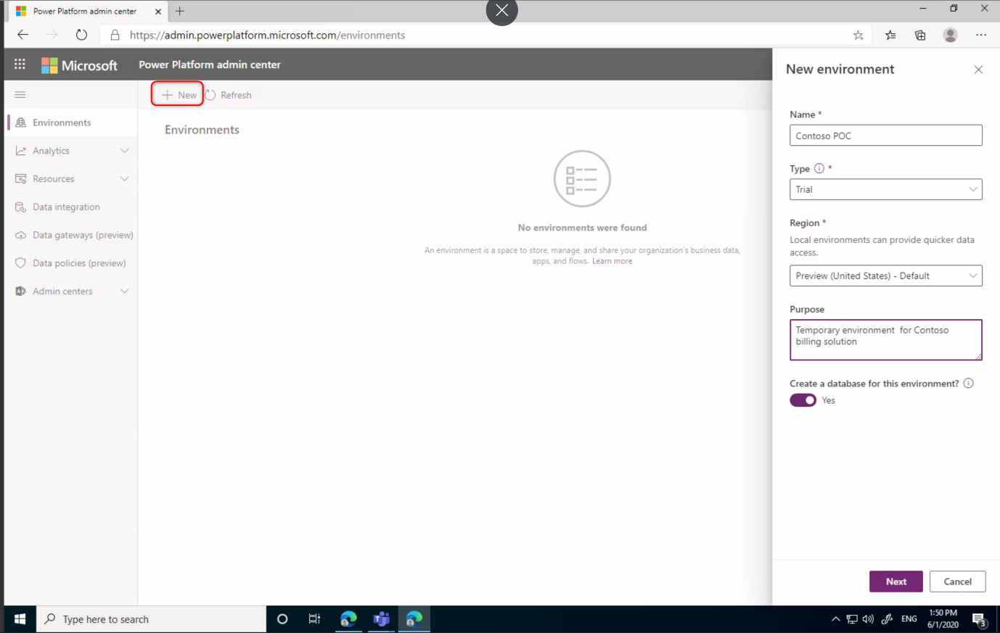 Power Platform admin center
https://admin.powerplatform.microsoft.com/environments
Microsoft
Power Platform admin center
New
Refresh
Environments
Analytics
Resources
Data integration
Data gateways (preview)
Data policies (preview)
Admin centers
Environments
No environments were found
An environment is a space to store, manage, and share your organization's business data,
apps, and flows. Learn more
New environment
Name *
Contoso POC
Type *
Trial
Region *
Local environments can provide quicker data
access.
Preview (United States) - Default
Purpose
Temporary environment  for Contoso
billing solution
Create a database for this environment?
Yes
Next
Cancel
Type here to search
ENG
1:50 PM
6/1/2020
3